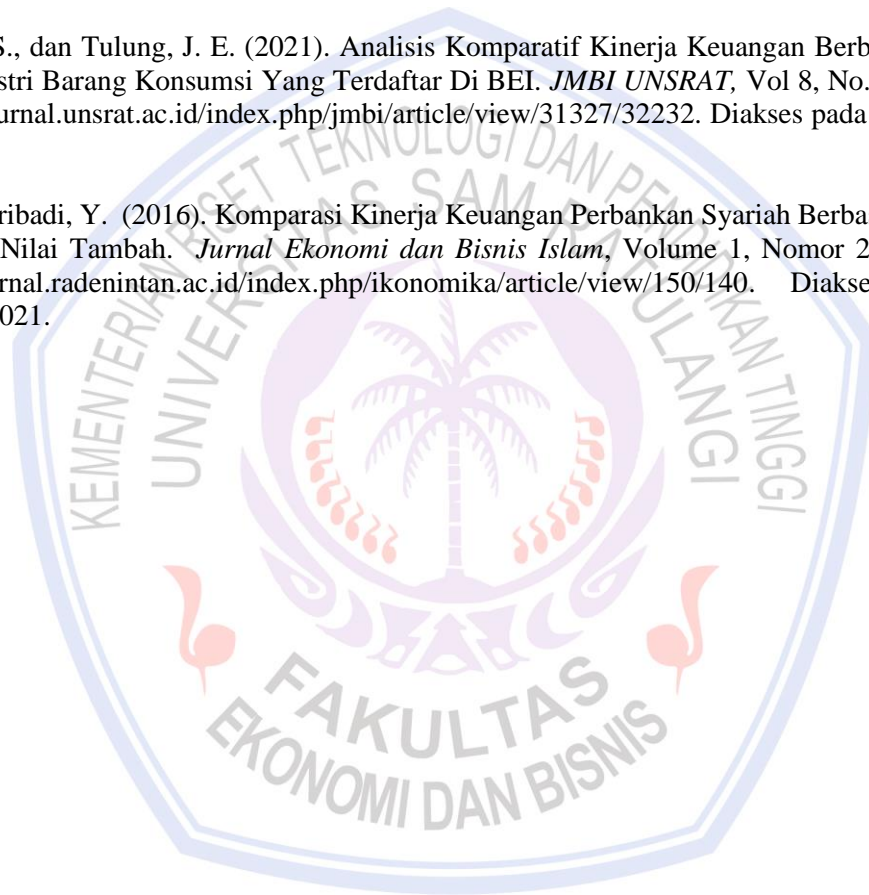 S., dan Tulung, J. E. (2021). Analisis Komparatif Kinerja Keuangan Berb
stri Barang Konsumsi Yang Terdaftar Di BEI. JMBI UNSRAT, Vol 8, No.
urnal.unsrat.ac.id/index.php/jmbi/article/view/31327/32232. Diakses pada
ribadi, Y. (2016). Komparasi Kinerja Keuangan Perbankan Syariah Berba
Nilai Tambah. Jurnal Ekonomi dan Bisnis Islam, Volume 1, Nomor 2
rnal.radenintan.ac.id/index.php/ikonomika/article/view/150/140. Diakse
021.
KEMENTERIAN RISET TEKNOLOGI DAN PENDIDIKAN TINGGI
UNIVERSITAS SAM RATULANGI
FAKULTAS
EKONOMI DAN BISNIS